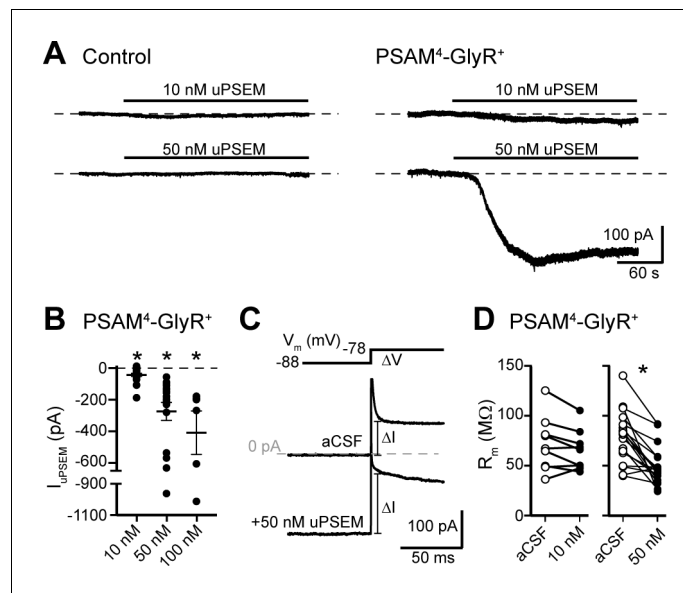 A Control PSAM⁴-GlyR⁺
10 nM uPSEM 10 nM uPSEM
50 nM uPSEM 50 nM uPSEM
100 pA
60 s
B PSAM⁴-GlyR⁺
I uPSEM (pA)
0
-200
-400
-600
-900
-1100
* * *
10 nM 50 nM 100 nM
C
Vm (mV)
-88
-78
ΔV
aCSF
0 pA
ΔI
ΔI
+50 nM uPSEM
100 pA
50 ms
D PSAM⁴-GlyR⁺
Rm (MΩ)
150
100
50
0
*
aCSF 10 nM aCSF 50 nM